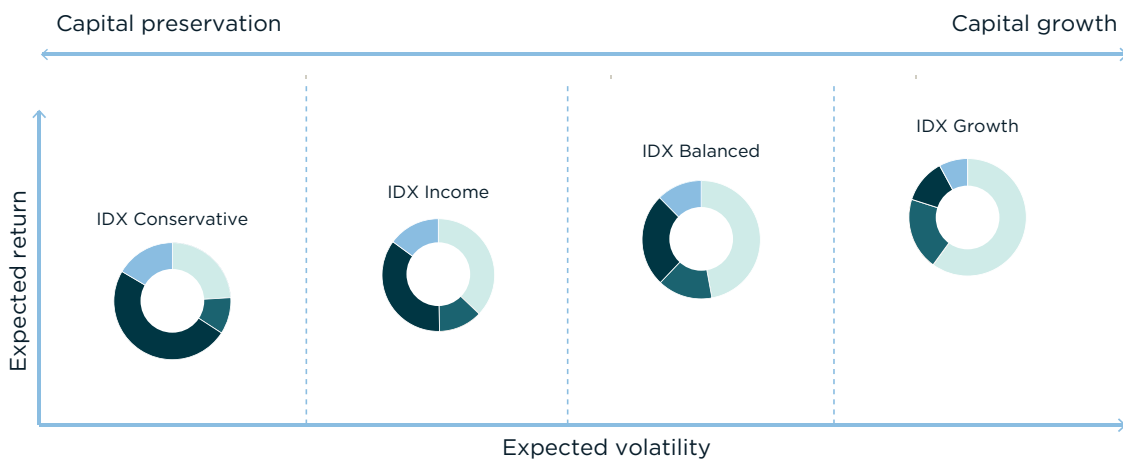 Capital preservation
Capital growth
IDX Growth
IDX Balanced
IDX Income
IDX Conservative
Expected return
Expected volatility